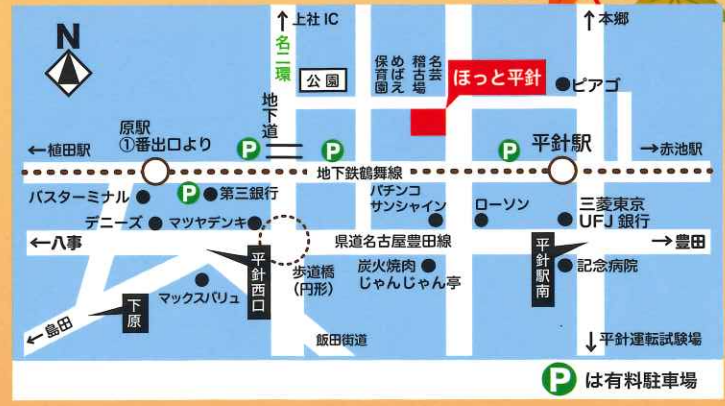 N
↑上社IC
名二環
公園
保育園
めばえ
稽古場
名芸
ほっと平針
↑本郷
ピアゴ
地下道
原駅
①番出口より
←植田駅
P
P
P
平針駅
→赤池駅
地下鉄鶴舞線
バスターミナル
P
第三銀行
パチンコ
サンシャイン
ローソン
三菱東京
UFJ銀行
デニーズ
マツヤデンキ
←八事
県道名古屋豊田線
→豊田
平針西口
歩道橋
(円形)
炭火焼肉
じゃんじゃん亭
平針駅南
記念病院
マックスバリュ
下原
←島田
飯田街道
↓平針運転試験場
Pは有料駐車場